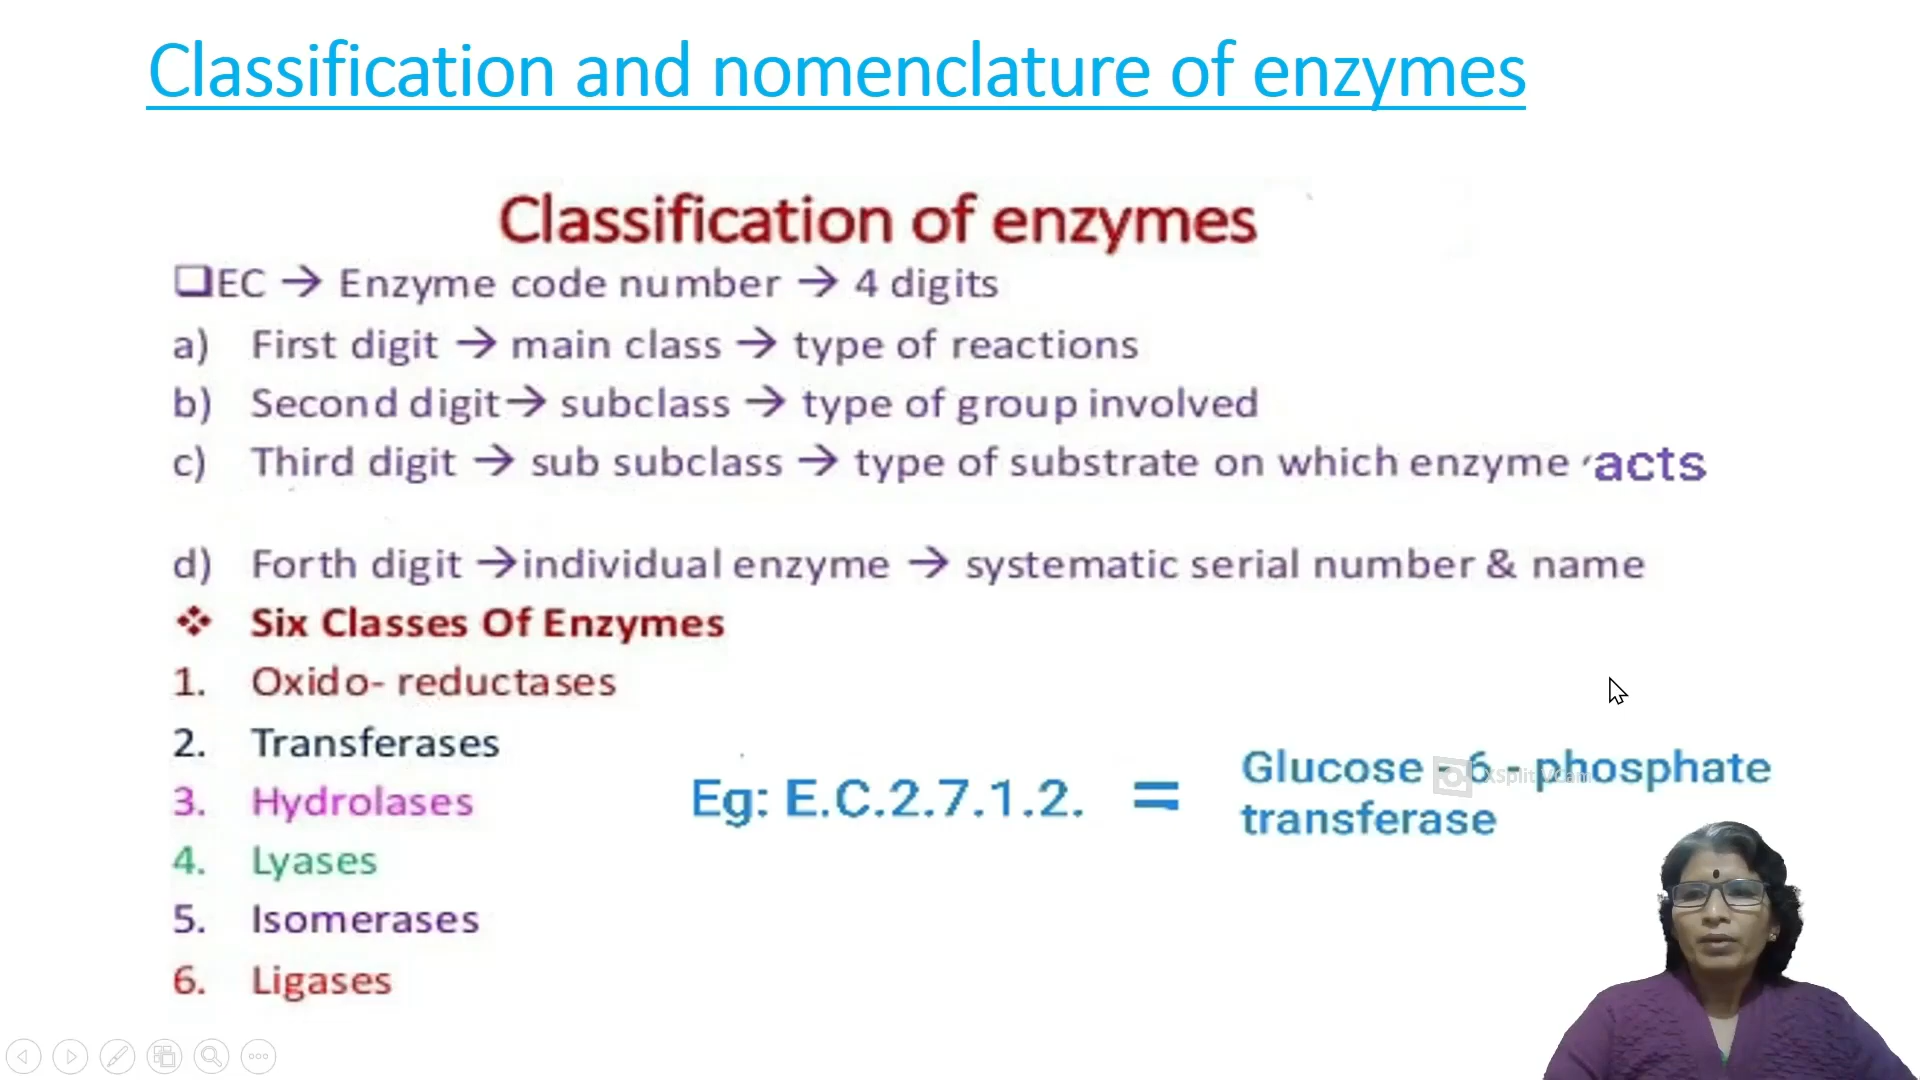 Classification and nomenclature of enzymes
Classification of enzymes
❑EC → Enzyme code number → 4 digits
a) First digit → main class → type of reactions
b) Second digit→ subclass → type of group involved
c) Third digit → sub subclass → type of substrate on which enzyme acts
d) Forth digit →individual enzyme → systematic serial number & name
❖ Six Classes Of Enzymes
1. Oxido- reductases
2. Transferases
3. Hydrolases
4. Lyases
5. Isomerases
6. Ligases
Eg: E.C.2.7.1.2. = Glucose - 6 - phosphate
transferase
XSplit VCam